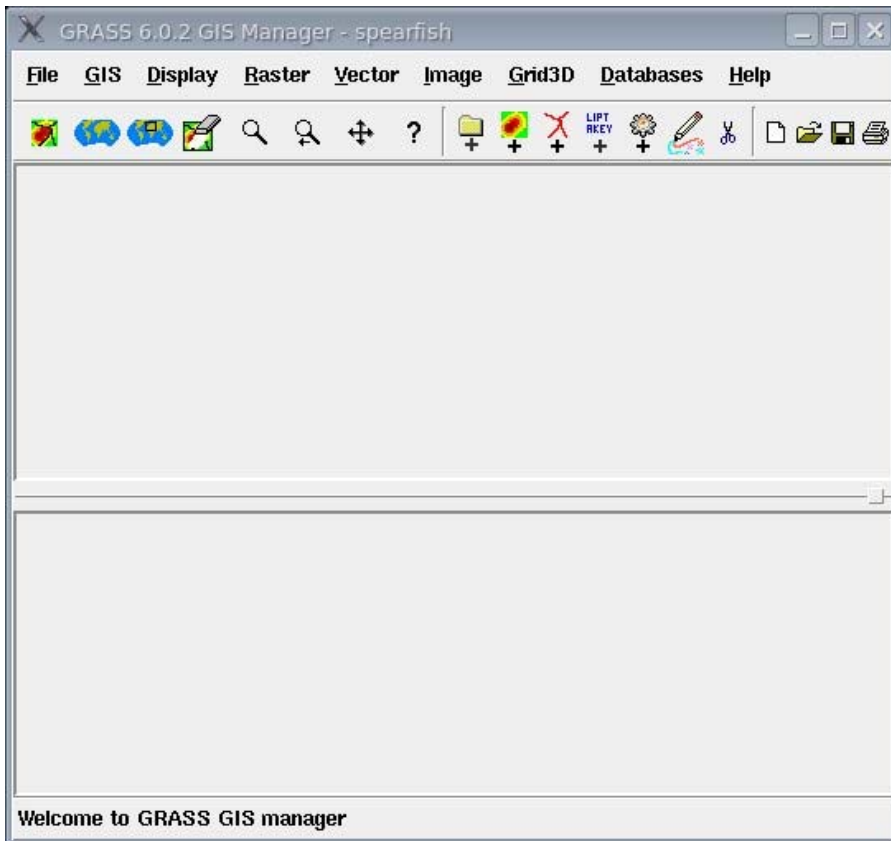 GRASS 6.0.2 GIS Manager - spearfish
File GIS Display Raster Vector Image Grid3D Databases Help
?
LIPT
RKEY
Welcome to GRASS GIS manager